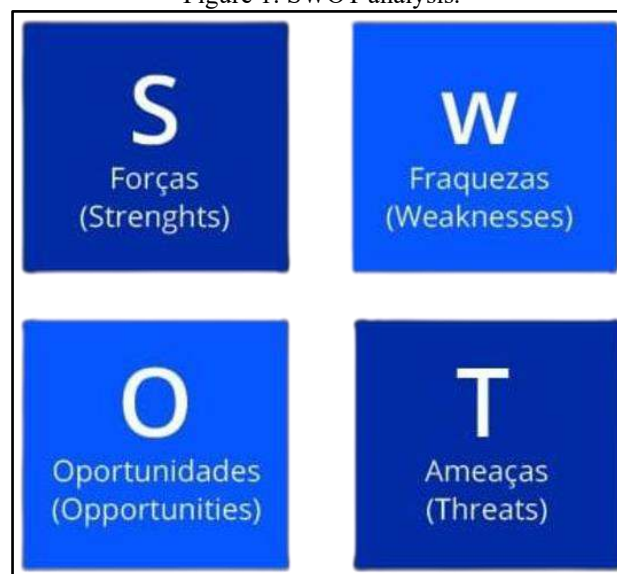 Figure 1: SWOT analysis.
S
Forças
(Strenghts)
W
Fraquezas
(Weaknesses)
O
Oportunidades
(Opportunities)
T
Ameaças
(Threats)